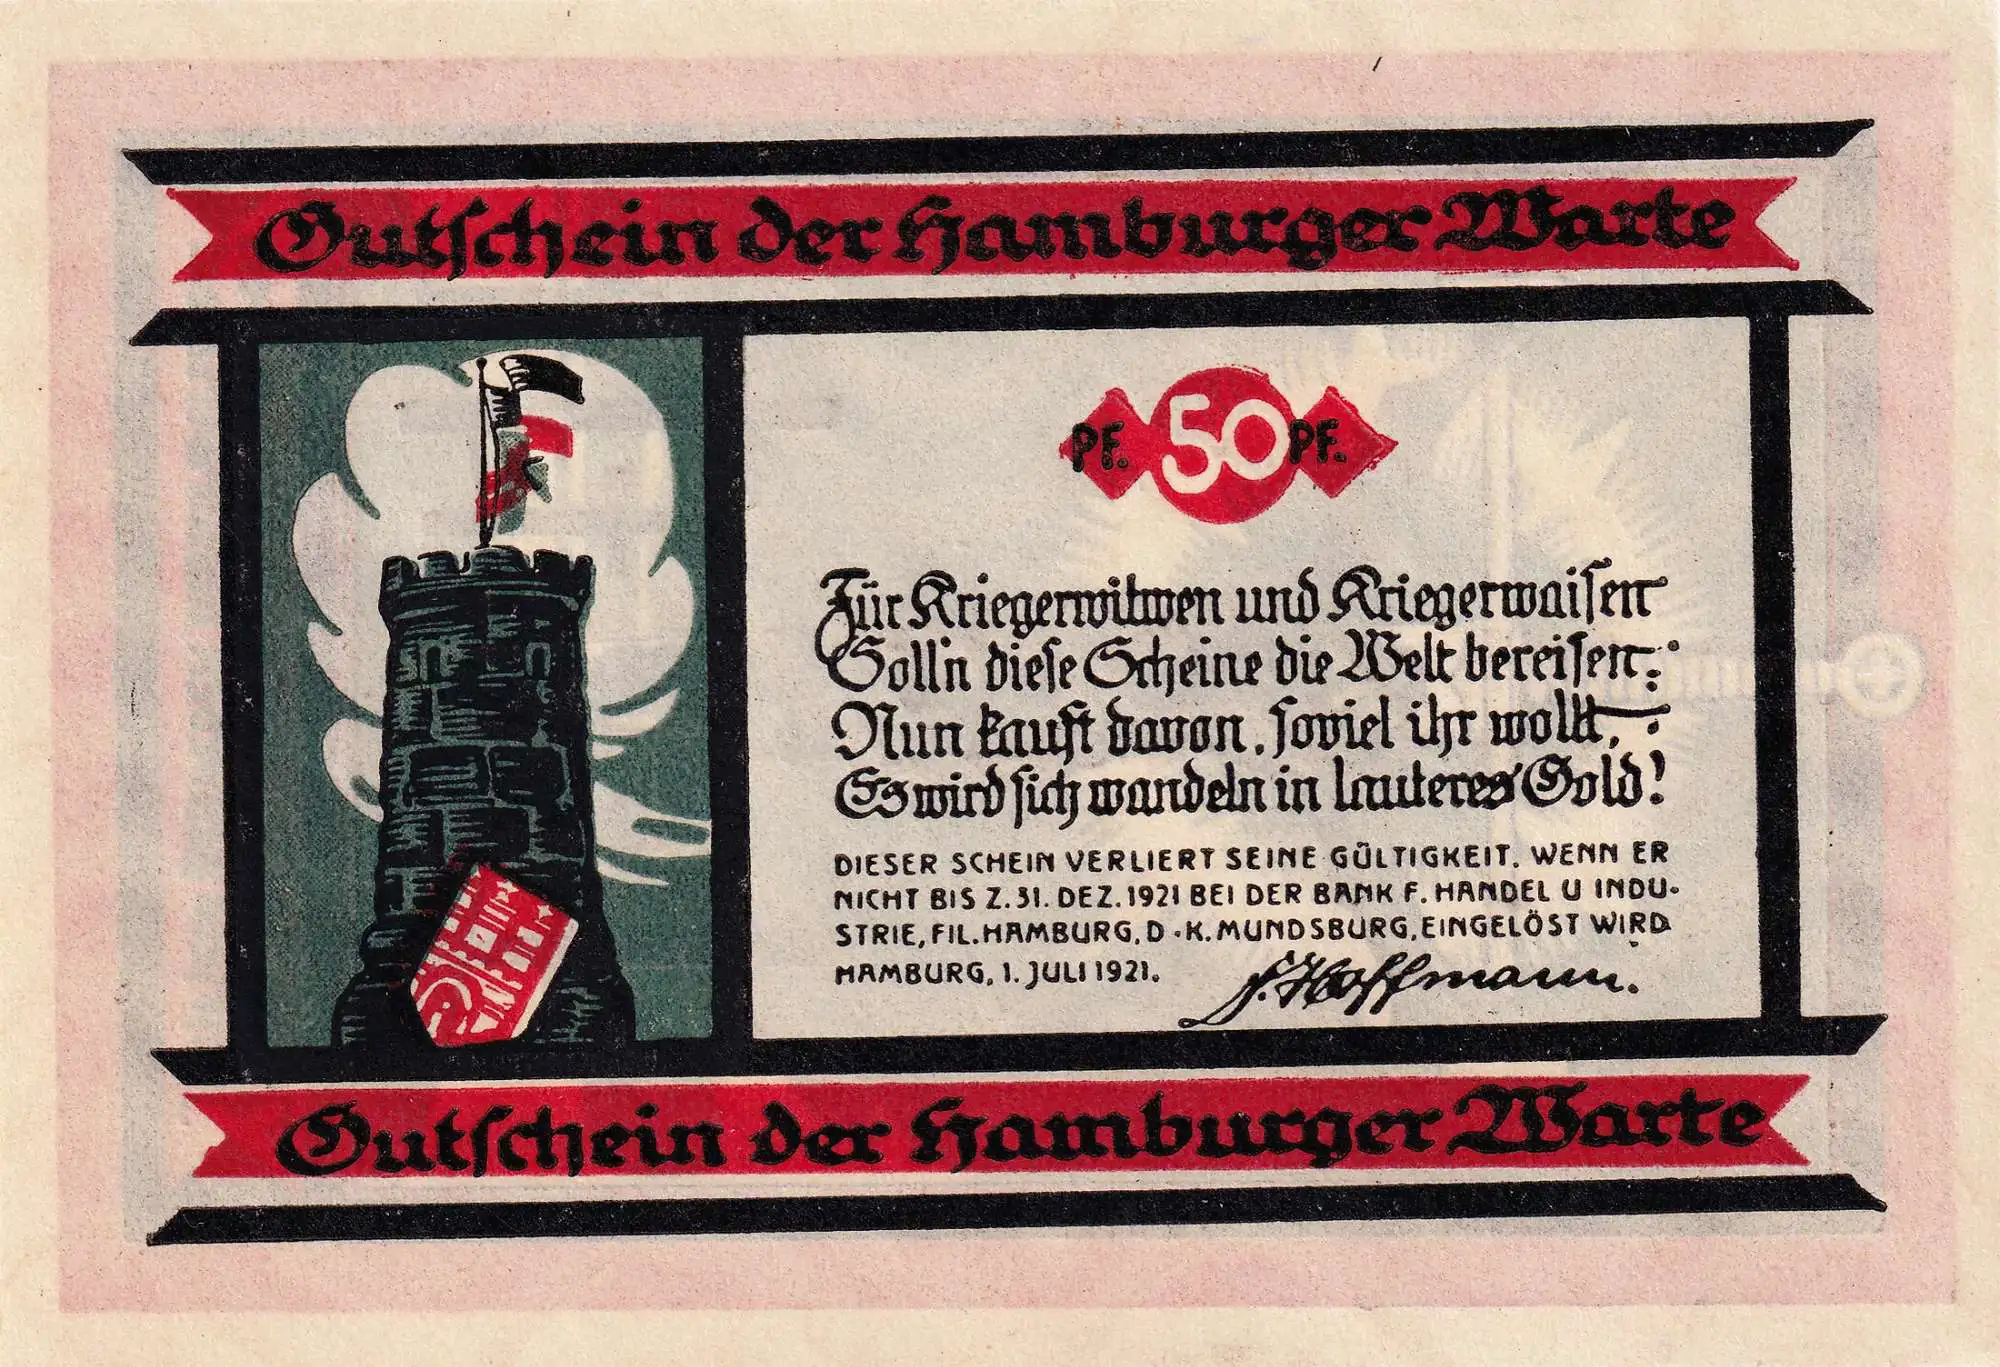 Gutschein der Hamburger Warte
PF. 50 PF.
Für Kriegerwitwen und Kriegerwaisen
Soll'n diese Scheine die Welt bereisen:
Nun kauft davon, soviel ihr wollt,
Es wird sich wandeln in lauteres Gold!
DIESER SCHEIN VERLIERT SEINE GÜLTIGKEIT, WENN ER
NICHT BIS Z. 31. DEZ. 1921 BEI DER BANK F. HANDEL U INDU-
STRIE, FIL. HAMBURG, D.-K. MUNDSBURG, EINGELÖST WIRD.
HAMBURG, 1. JULI 1921. F. Hoffmann.
Gutschein der Hamburger Warte